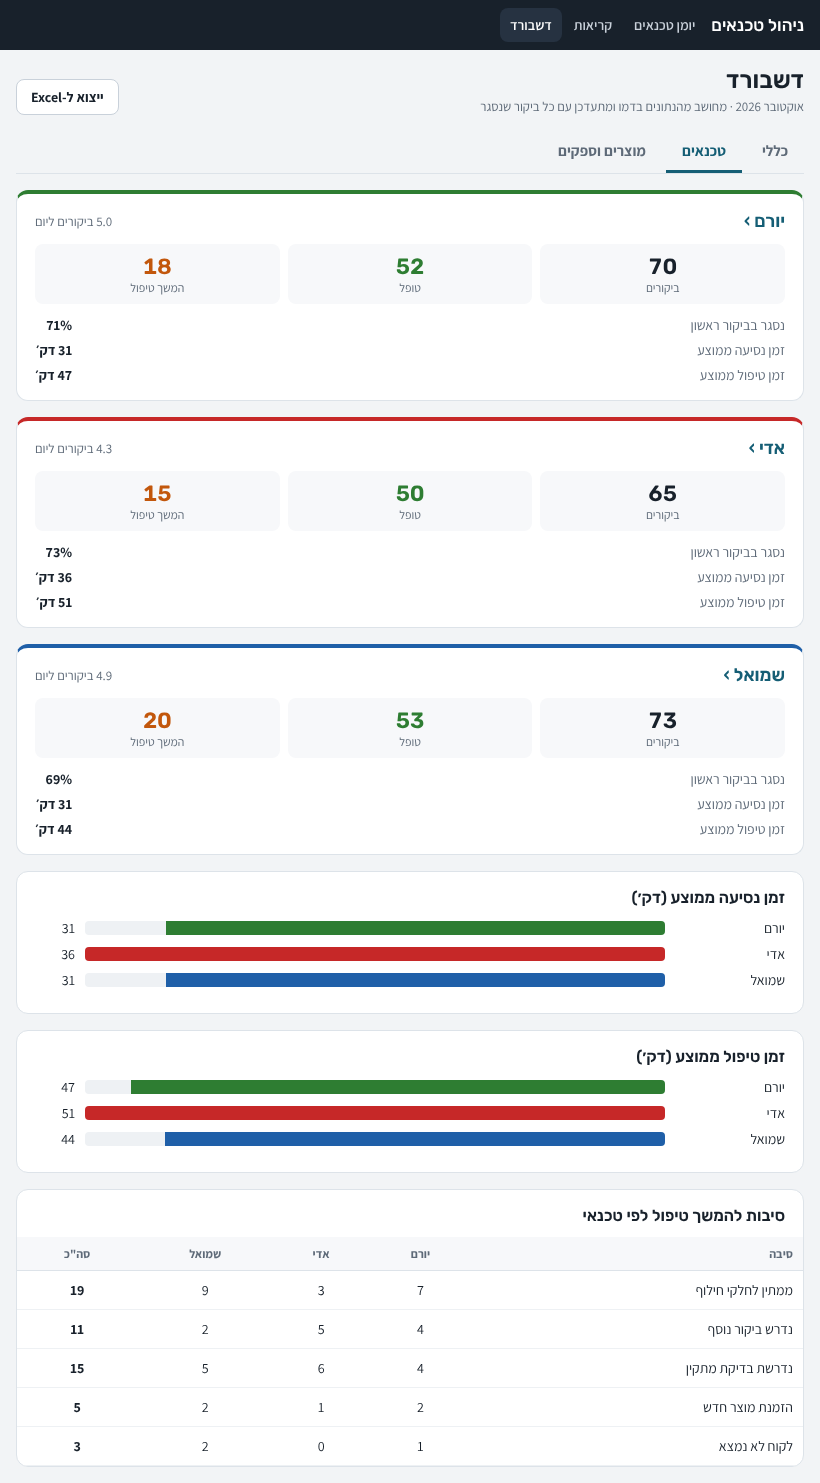 ניהול טכנאים יומן טכנאים קריאות דשבורד
דשבורד
אוקטובר 2026 · מחושב מהנתונים בדמו ומתעדכן עם כל ביקור שנסגר
ייצוא ל-Excel
כללי טכנאים מוצרים וספקים
יורם ›
5.0 ביקורים ליום
70 52 18
ביקורים טופל המשך טיפול
נסגר בביקור ראשון 71%
זמן נסיעה ממוצע 31 דק׳
זמן טיפול ממוצע 47 דק׳
אדי ›
4.3 ביקורים ליום
65 50 15
ביקורים טופל המשך טיפול
נסגר בביקור ראשון 73%
זמן נסיעה ממוצע 36 דק׳
זמן טיפול ממוצע 51 דק׳
שמואל ›
4.9 ביקורים ליום
73 53 20
ביקורים טופל המשך טיפול
נסגר בביקור ראשון 69%
זמן נסיעה ממוצע 31 דק׳
זמן טיפול ממוצע 44 דק׳
זמן נסיעה ממוצע (דק׳)
יורם 31
אדי 36
שמואל 31
זמן טיפול ממוצע (דק׳)
יורם 47
אדי 51
שמואל 44
סיבות להמשך טיפול לפי טכנאי
סיבה יורם אדי שמואל סה"כ
ממתין לחלקי חילוף 7 3 9 19
נדרש ביקור נוסף 4 5 2 11
נדרשת בדיקת מתקין 4 6 5 15
הזמנת מוצר חדש 2 1 2 5
לקוח לא נמצא 1 0 2 3